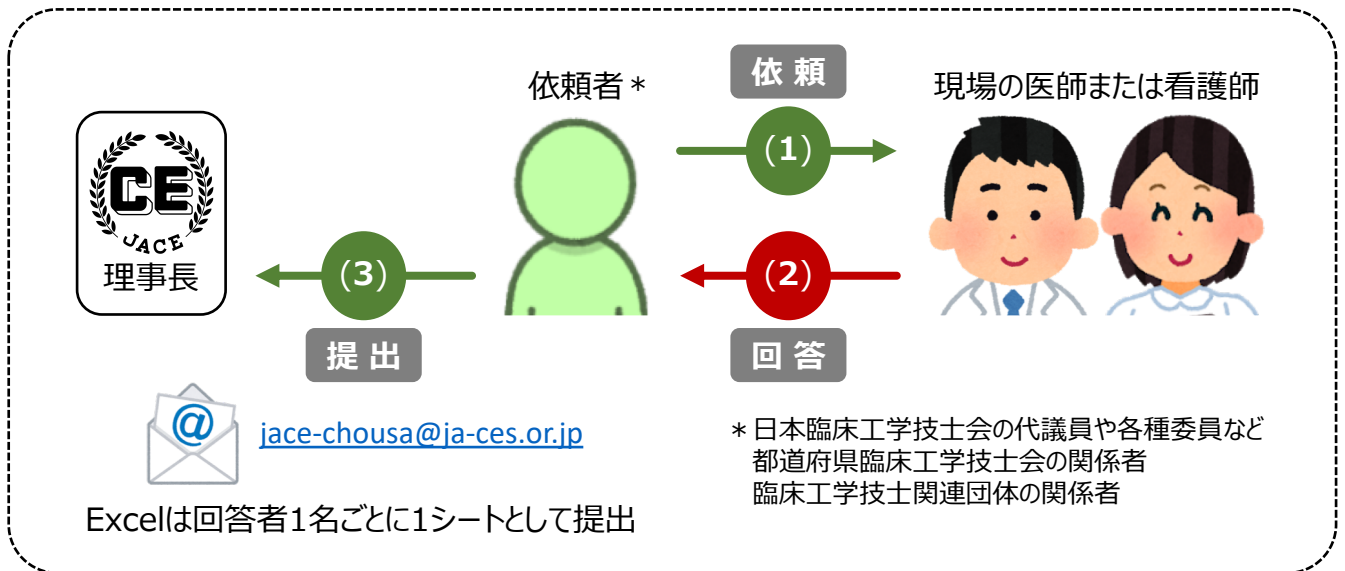 依頼
依頼者*
現場の医師または看護師
(1)
CE
JACE
理事長
(3)
(2)
提出
回答
@
jace-chousa@ja-ces.or.jp
*日本臨床工学技士会の代議員や各種委員など
都道府県臨床工学技士会の関係者
臨床工学技士関連団体の関係者
Excelは回答者1名ごとに1シートとして提出